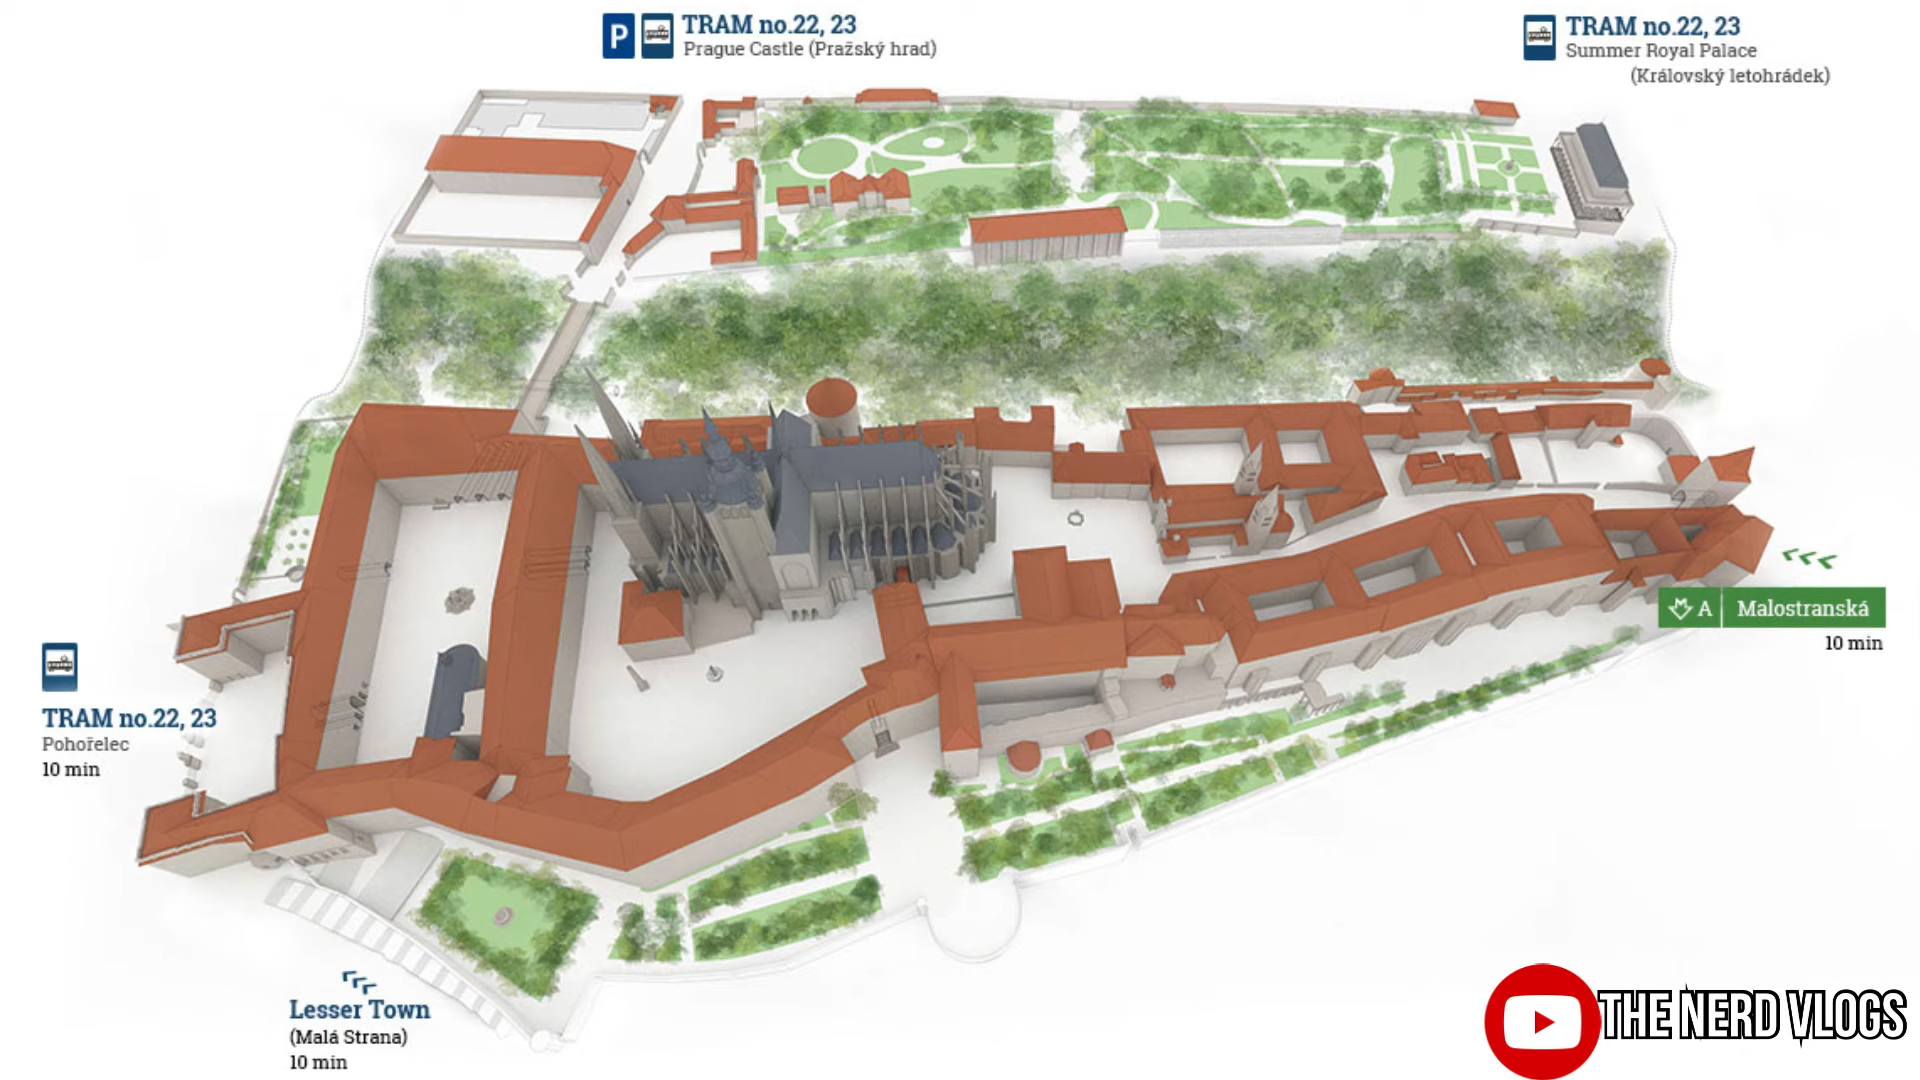 P
TRAM no.22, 23
Prague Castle (Pražský hrad)
TRAM no.22, 23
Summer Royal Palace
(Královský letohrádek)
A
Malostranská
10 min
TRAM no.22, 23
Pohořelec
10 min
Lesser Town
(Malá Strana)
10 min
THE NERD VLOGS